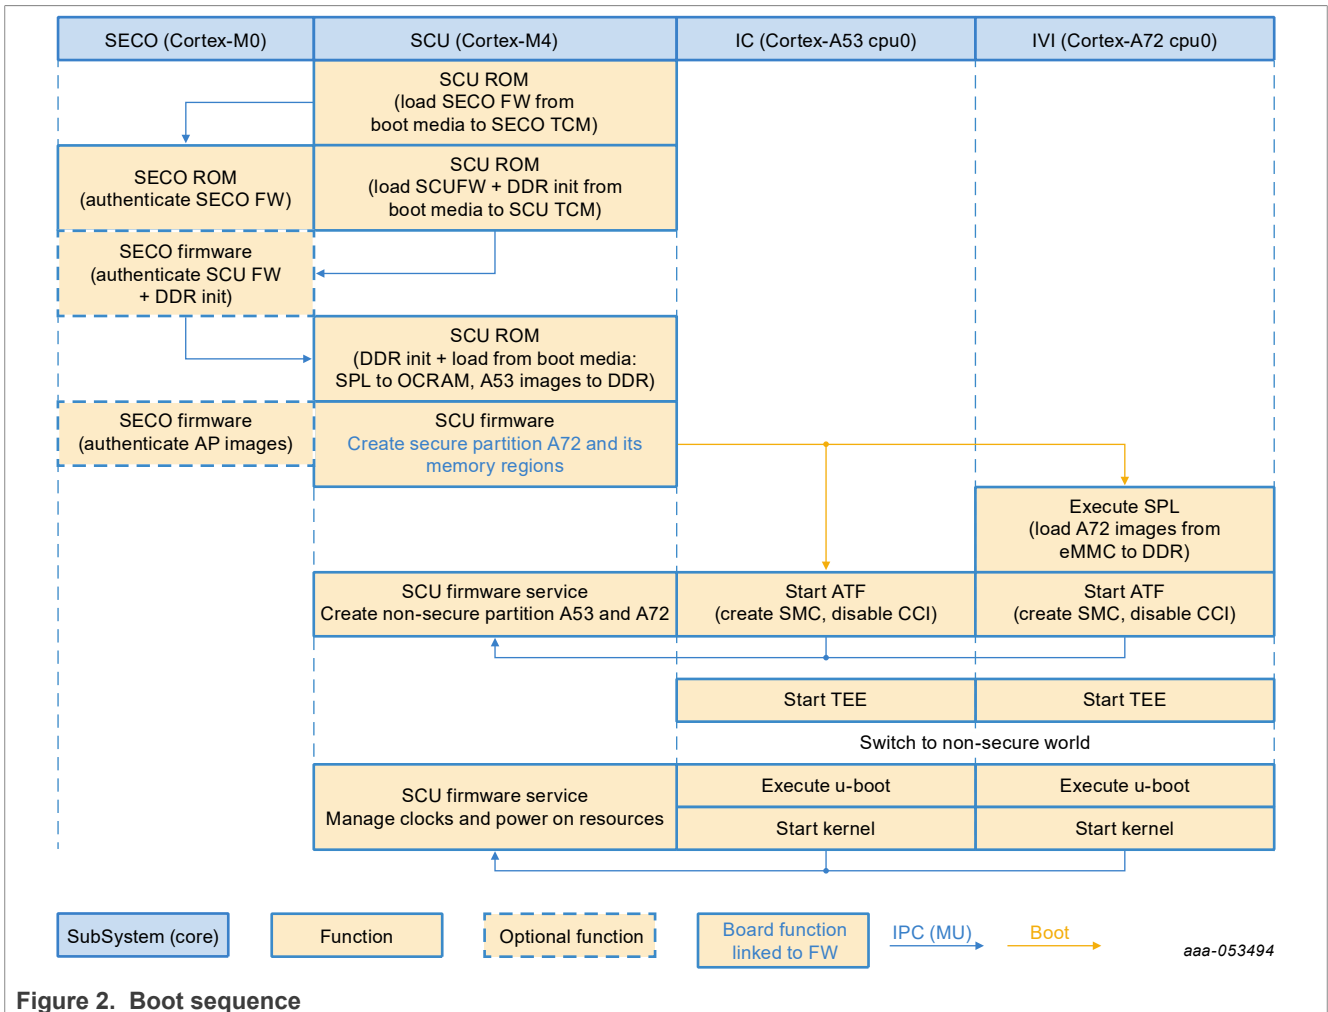 SECO (Cortex-M0)
SCU (Cortex-M4)
IC (Cortex-A53 cpu0)
IVI (Cortex-A72 cpu0)
SCU ROM
(load SECO FW from
boot media to SECO TCM)
SECO ROM
(authenticate SECO FW)
SCU ROM
(load SCUFW + DDR init from
boot media to SCU TCM)
SECO firmware
(authenticate SCU FW
+ DDR init)
SCU ROM
(DDR init + load from boot media:
SPL to OCRAM, A53 images to DDR)
SECO firmware
(authenticate AP images)
SCU firmware
Create secure partition A72 and its
memory regions
Execute SPL
(load A72 images from
eMMC to DDR)
SCU firmware service
Create non-secure partition A53 and A72
Start ATF
(create SMC, disable CCI)
Start ATF
(create SMC, disable CCI)
Start TEE
Start TEE
Switch to non-secure world
SCU firmware service
Manage clocks and power on resources
Execute u-boot
Execute u-boot
Start kernel
Start kernel
SubSystem (core)
Function
Optional function
Board function
linked to FW
IPC (MU)
Boot
aaa-053494
Figure 2. Boot sequence